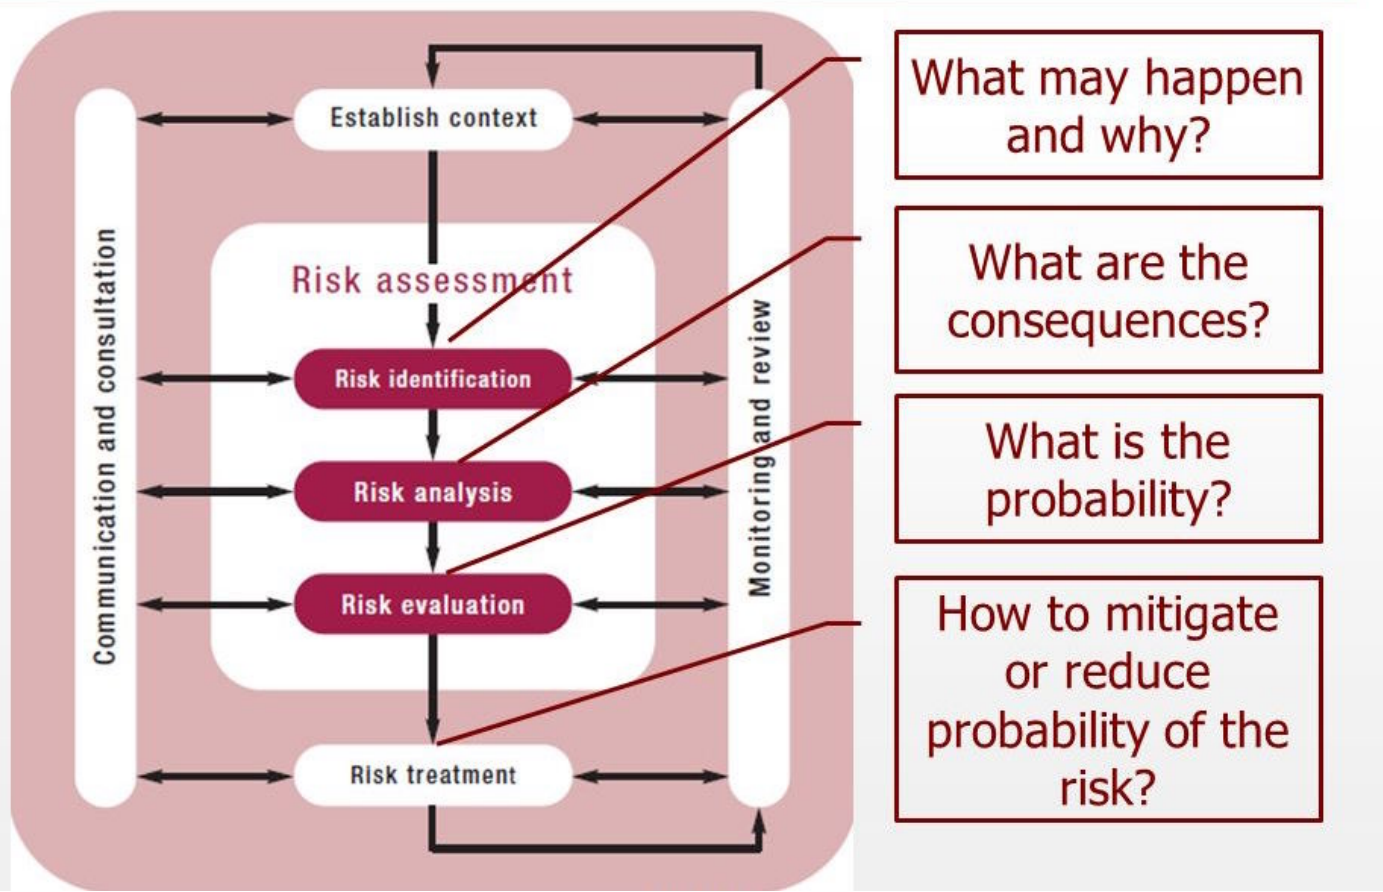 Establish context
Risk assessment
Risk identification
Risk analysis
Risk evaluation
Risk treatment
Communication and consultation
Monitoring and review
What may happen
and why?
What are the
consequences?
What is the
probability?
How to mitigate
or reduce
probability of the
risk?